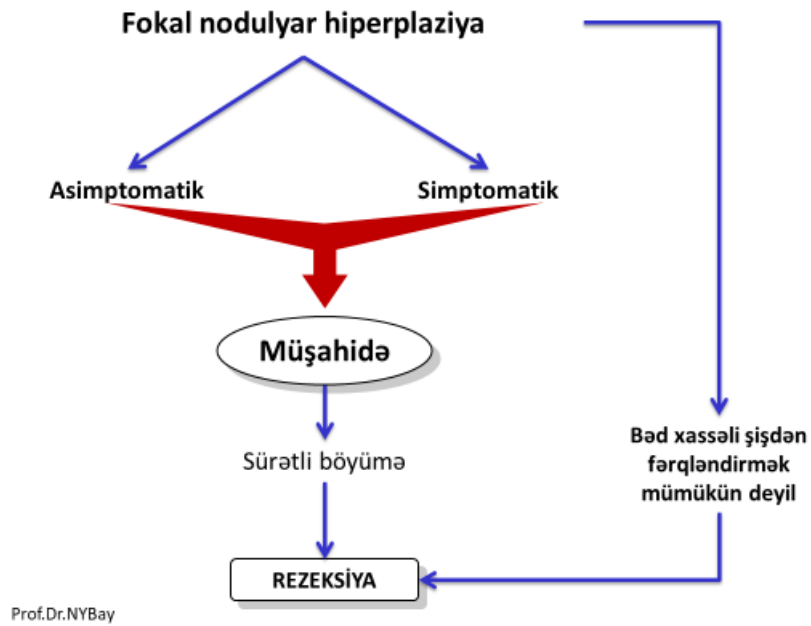 Fokal nodulyar hiperplaziya
Asimptomatik
Simptomatik
Müşahidə
Sürətli böyümə
Bəd xassəli şişdən
fərqləndirmək
mümükün deyil
REZEKSİYA
Prof.Dr.NYBay